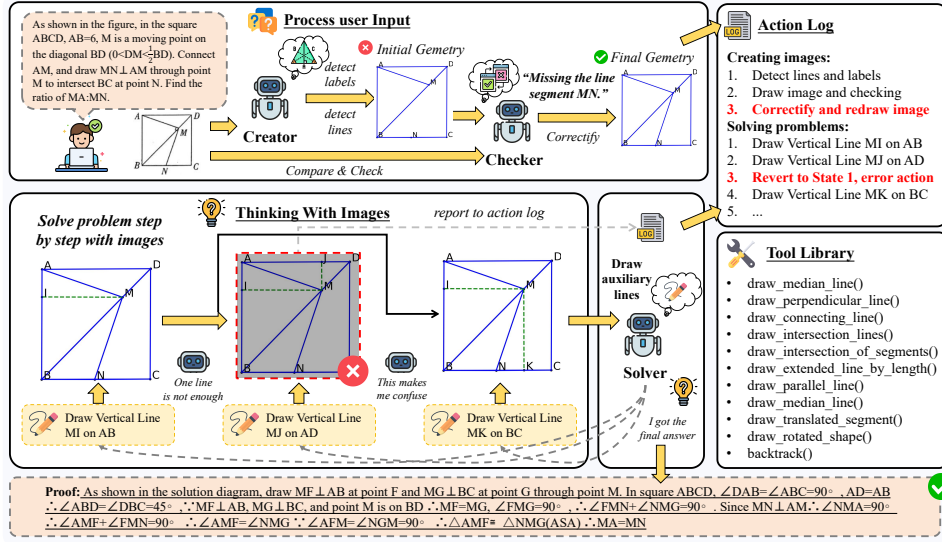 As shown in the figure, in the square
ABCD, AB=6, M is a moving point on
the diagonal BD (0<DM<½BD). Connect
AM, and draw MN⊥AM through point
M to intersect BC at point N. Find the
ratio of MA:MN.
A
D
M
B
N
C
Process user Input
Creator
detect
labels
detect
lines
Initial Gemetry
A
D
M
B
N
C
"Missing the line
segment MN."
Checker
Correctify
Final Gemetry
A
D
M
B
N
C
Compare & Check
LOG
Action Log
Creating images:
1. Detect lines and labels
2. Draw image and checking
3. Correctify and redraw image
Solving promblems:
1. Draw Vertical Line MI on AB
2. Draw Vertical Line MJ on AD
3. Revert to State 1, error action
4. Draw Vertical Line MK on BC
5. ...
Thinking With Images
report to action log
Solve problem step
by step with images
A
D
I
M
B
N
C
One line
is not enough
A
J
D
I
M
B
N
C
This makes
me confuse
A
D
I
M
B
N
K
C
Draw Vertical Line
MI on AB
Draw Vertical Line
MJ on AD
Draw Vertical Line
MK on BC
LOG
Draw
auxiliary
lines
Solver
I got the
final answer
Tool Library
• draw_median_line()
• draw_perpendicular_line()
• draw_connecting_line()
• draw_intersection_lines()
• draw_intersection_of_segments()
• draw_extended_line_by_length()
• draw_parallel_line()
• draw_median_line()
• draw_translated_segment()
• draw_rotated_shape()
• backtrack()
Proof: As shown in the solution diagram, draw MF⊥AB at point F and MG⊥BC at point G through point M. In square ABCD, ∠DAB=∠ABC=90°, AD=AB
∴∠ABD=∠DBC=45° ,∵MF⊥AB, MG⊥BC, and point M is on BD ∴MF=MG, ∠FMG=90°, ∴∠FMN+∠NMG=90° . Since MN⊥AM∴∠NMA=90°
∴∠AMF+∠FMN=90° ∴∠AMF=∠NMG ∵∠AFM=∠NGM=90° ∴△AMF≌ △NMG(ASA) ∴MA=MN